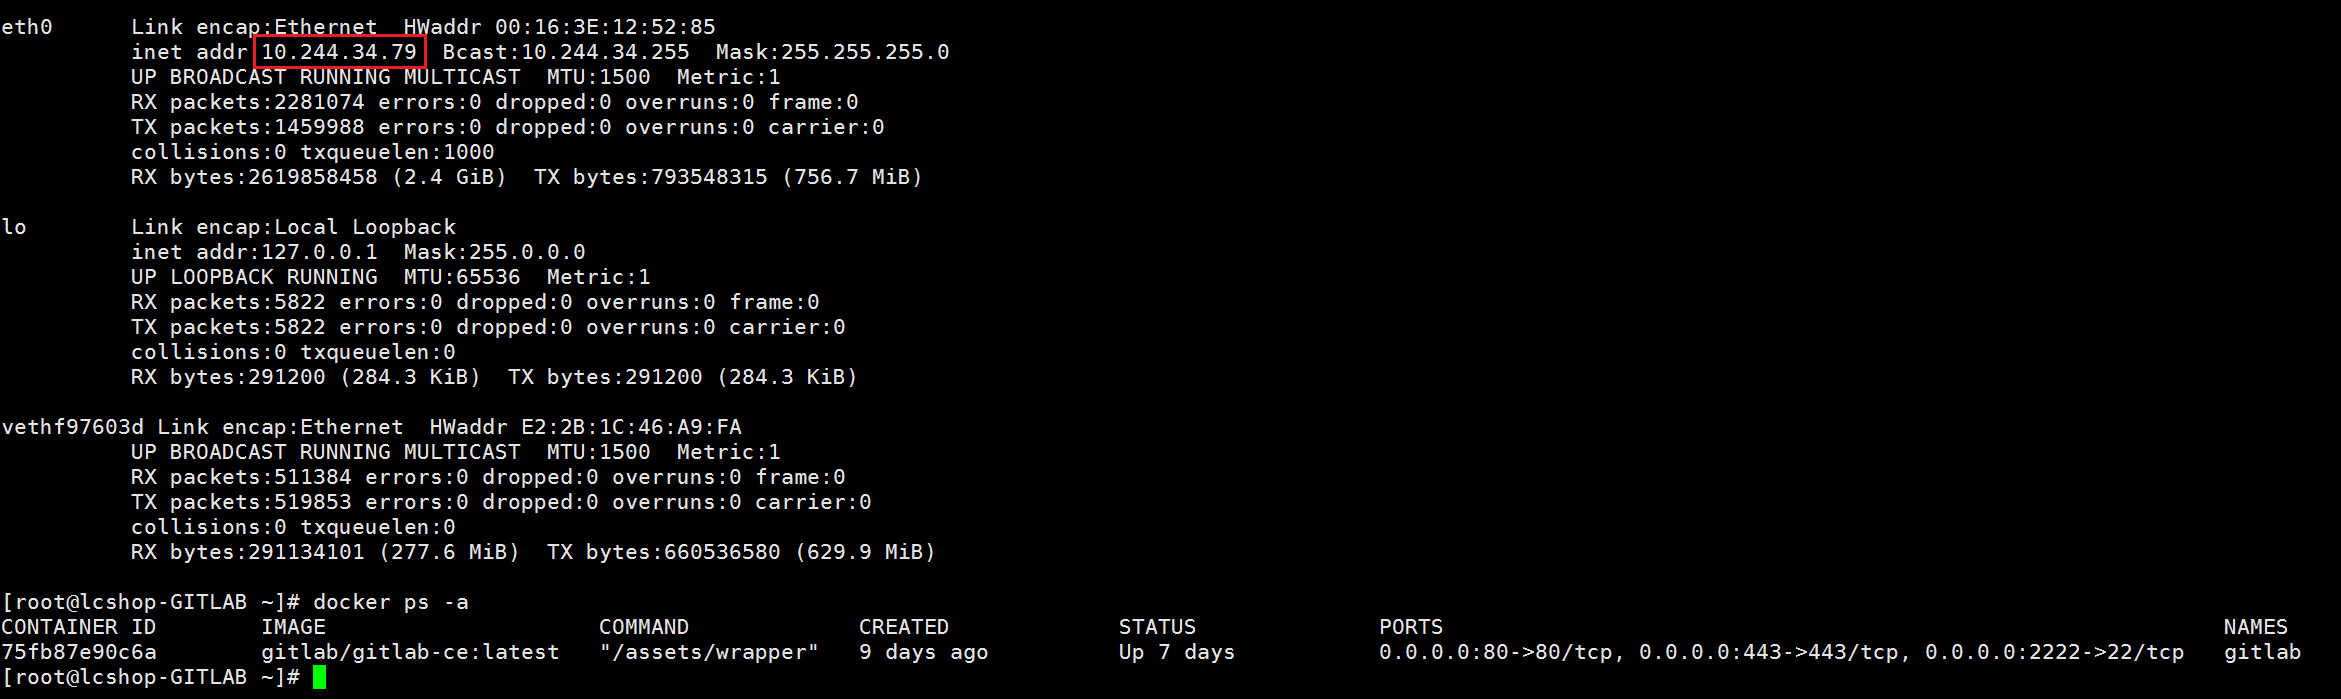 eth0      Link encap:Ethernet  HWaddr 00:16:3E:12:52:85
          inet addr 10.244.34.79  Bcast:10.244.34.255  Mask:255.255.255.0
          UP BROADCAST RUNNING MULTICAST  MTU:1500  Metric:1
          RX packets:2281074 errors:0 dropped:0 overruns:0 frame:0
          TX packets:1459988 errors:0 dropped:0 overruns:0 carrier:0
          collisions:0 txqueuelen:1000
          RX bytes:2619858458 (2.4 GiB)  TX bytes:793548315 (756.7 MiB)

lo        Link encap:Local Loopback
          inet addr:127.0.0.1  Mask:255.0.0.0
          UP LOOPBACK RUNNING  MTU:65536  Metric:1
          RX packets:5822 errors:0 dropped:0 overruns:0 frame:0
          TX packets:5822 errors:0 dropped:0 overruns:0 carrier:0
          collisions:0 txqueuelen:0
          RX bytes:291200 (284.3 KiB)  TX bytes:291200 (284.3 KiB)

vethf97603d Link encap:Ethernet  HWaddr E2:2B:1C:46:A9:FA
          UP BROADCAST RUNNING MULTICAST  MTU:1500  Metric:1
          RX packets:511384 errors:0 dropped:0 overruns:0 frame:0
          TX packets:519853 errors:0 dropped:0 overruns:0 carrier:0
          collisions:0 txqueuelen:0
          RX bytes:291134101 (277.6 MiB)  TX bytes:660536580 (629.9 MiB)

[root@lcshop-GITLAB ~]# docker ps -a
CONTAINER ID        IMAGE                     COMMAND             CREATED             STATUS              PORTS                                                            NAMES
75fb87e90c6a        gitlab/gitlab-ce:latest   "/assets/wrapper"   9 days ago          Up 7 days           0.0.0.0:80->80/tcp, 0.0.0.0:443->443/tcp, 0.0.0.0:2222->22/tcp   gitlab
[root@lcshop-GITLAB ~]#